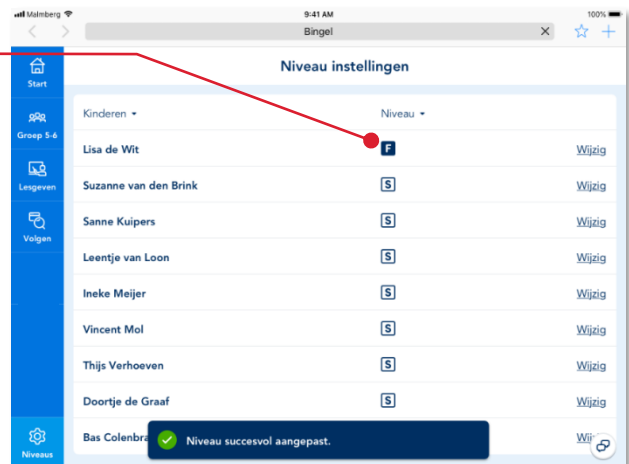 Malmberg 9:41 AM 100%
Bingel
Niveau instellingen
Start
Groep 5-6
Lesgeven
Volgen
Niveaus
Kinderen Niveau
Lisa de Wit F Wijzig
Suzanne van den Brink S Wijzig
Sanne Kuipers S Wijzig
Leentje van Loon S Wijzig
Ineke Meijer S Wijzig
Vincent Mol S Wijzig
Thijs Verhoeven S Wijzig
Doortje de Graaf S Wijzig
Bas Colenbra Wij
Niveau succesvol aangepast.